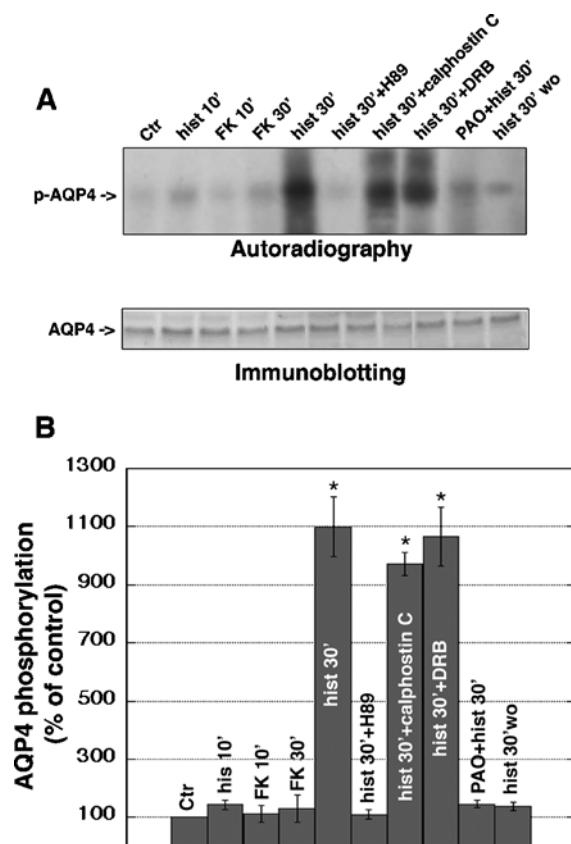 A
Ctr
hist 10'
FK 10'
FK 30'
hist 30'
hist 30'+H89
hist 30'+calphostin C
hist 30'+DRB
PAO+hist 30'
hist 30' wo
p-AQP4 ->
Autoradiography
AQP4 ->
Immunoblotting
B
AQP4 phosphorylation
(% of control)
1300
1100
900
700
500
300
100
Ctr
his 10'
FK 10'
FK 30'
*
hist 30'
hist 30'+H89
*
hist 30'+calphostin C
*
hist 30'+DRB
PAO+hist 30'
hist 30'wo